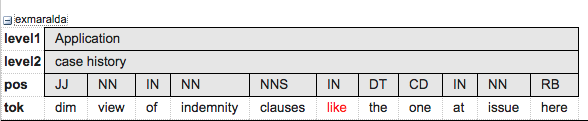 exmaralda
level1 Application
level2 case history
pos JJ NN IN NN NNS IN DT CD IN NN RB
tok dim view of indemnity clauses like the one at issue here